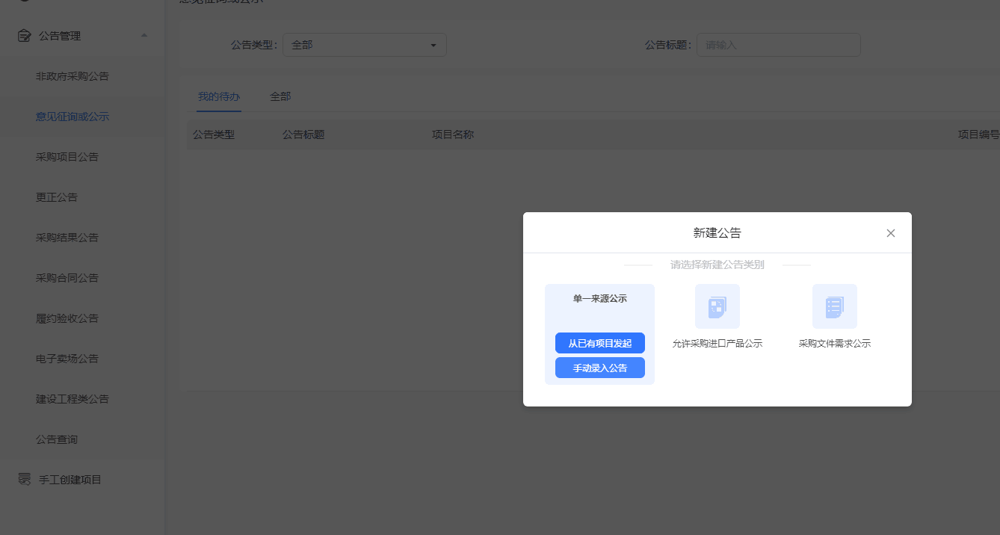 意见征询或公示
公告管理
非政府采购公告
意见征询或公示
采购项目公告
更正公告
采购结果公告
采购合同公告
履约验收公告
电子卖场公告
建设工程类公告
公告查询
手工创建项目
公告类型： 全部
公告标题： 请输入
我的待办 全部
公告类型 公告标题 项目名称 项目编号
新建公告
请选择新建公告类别
单一来源公示
从已有项目发起
手动录入公告
允许采购进口产品公示
采购文件需求公示